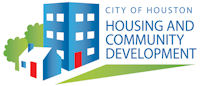 CITY OF HOUSTON
HOUSING AND
COMMUNITY
DEVELOPMENT